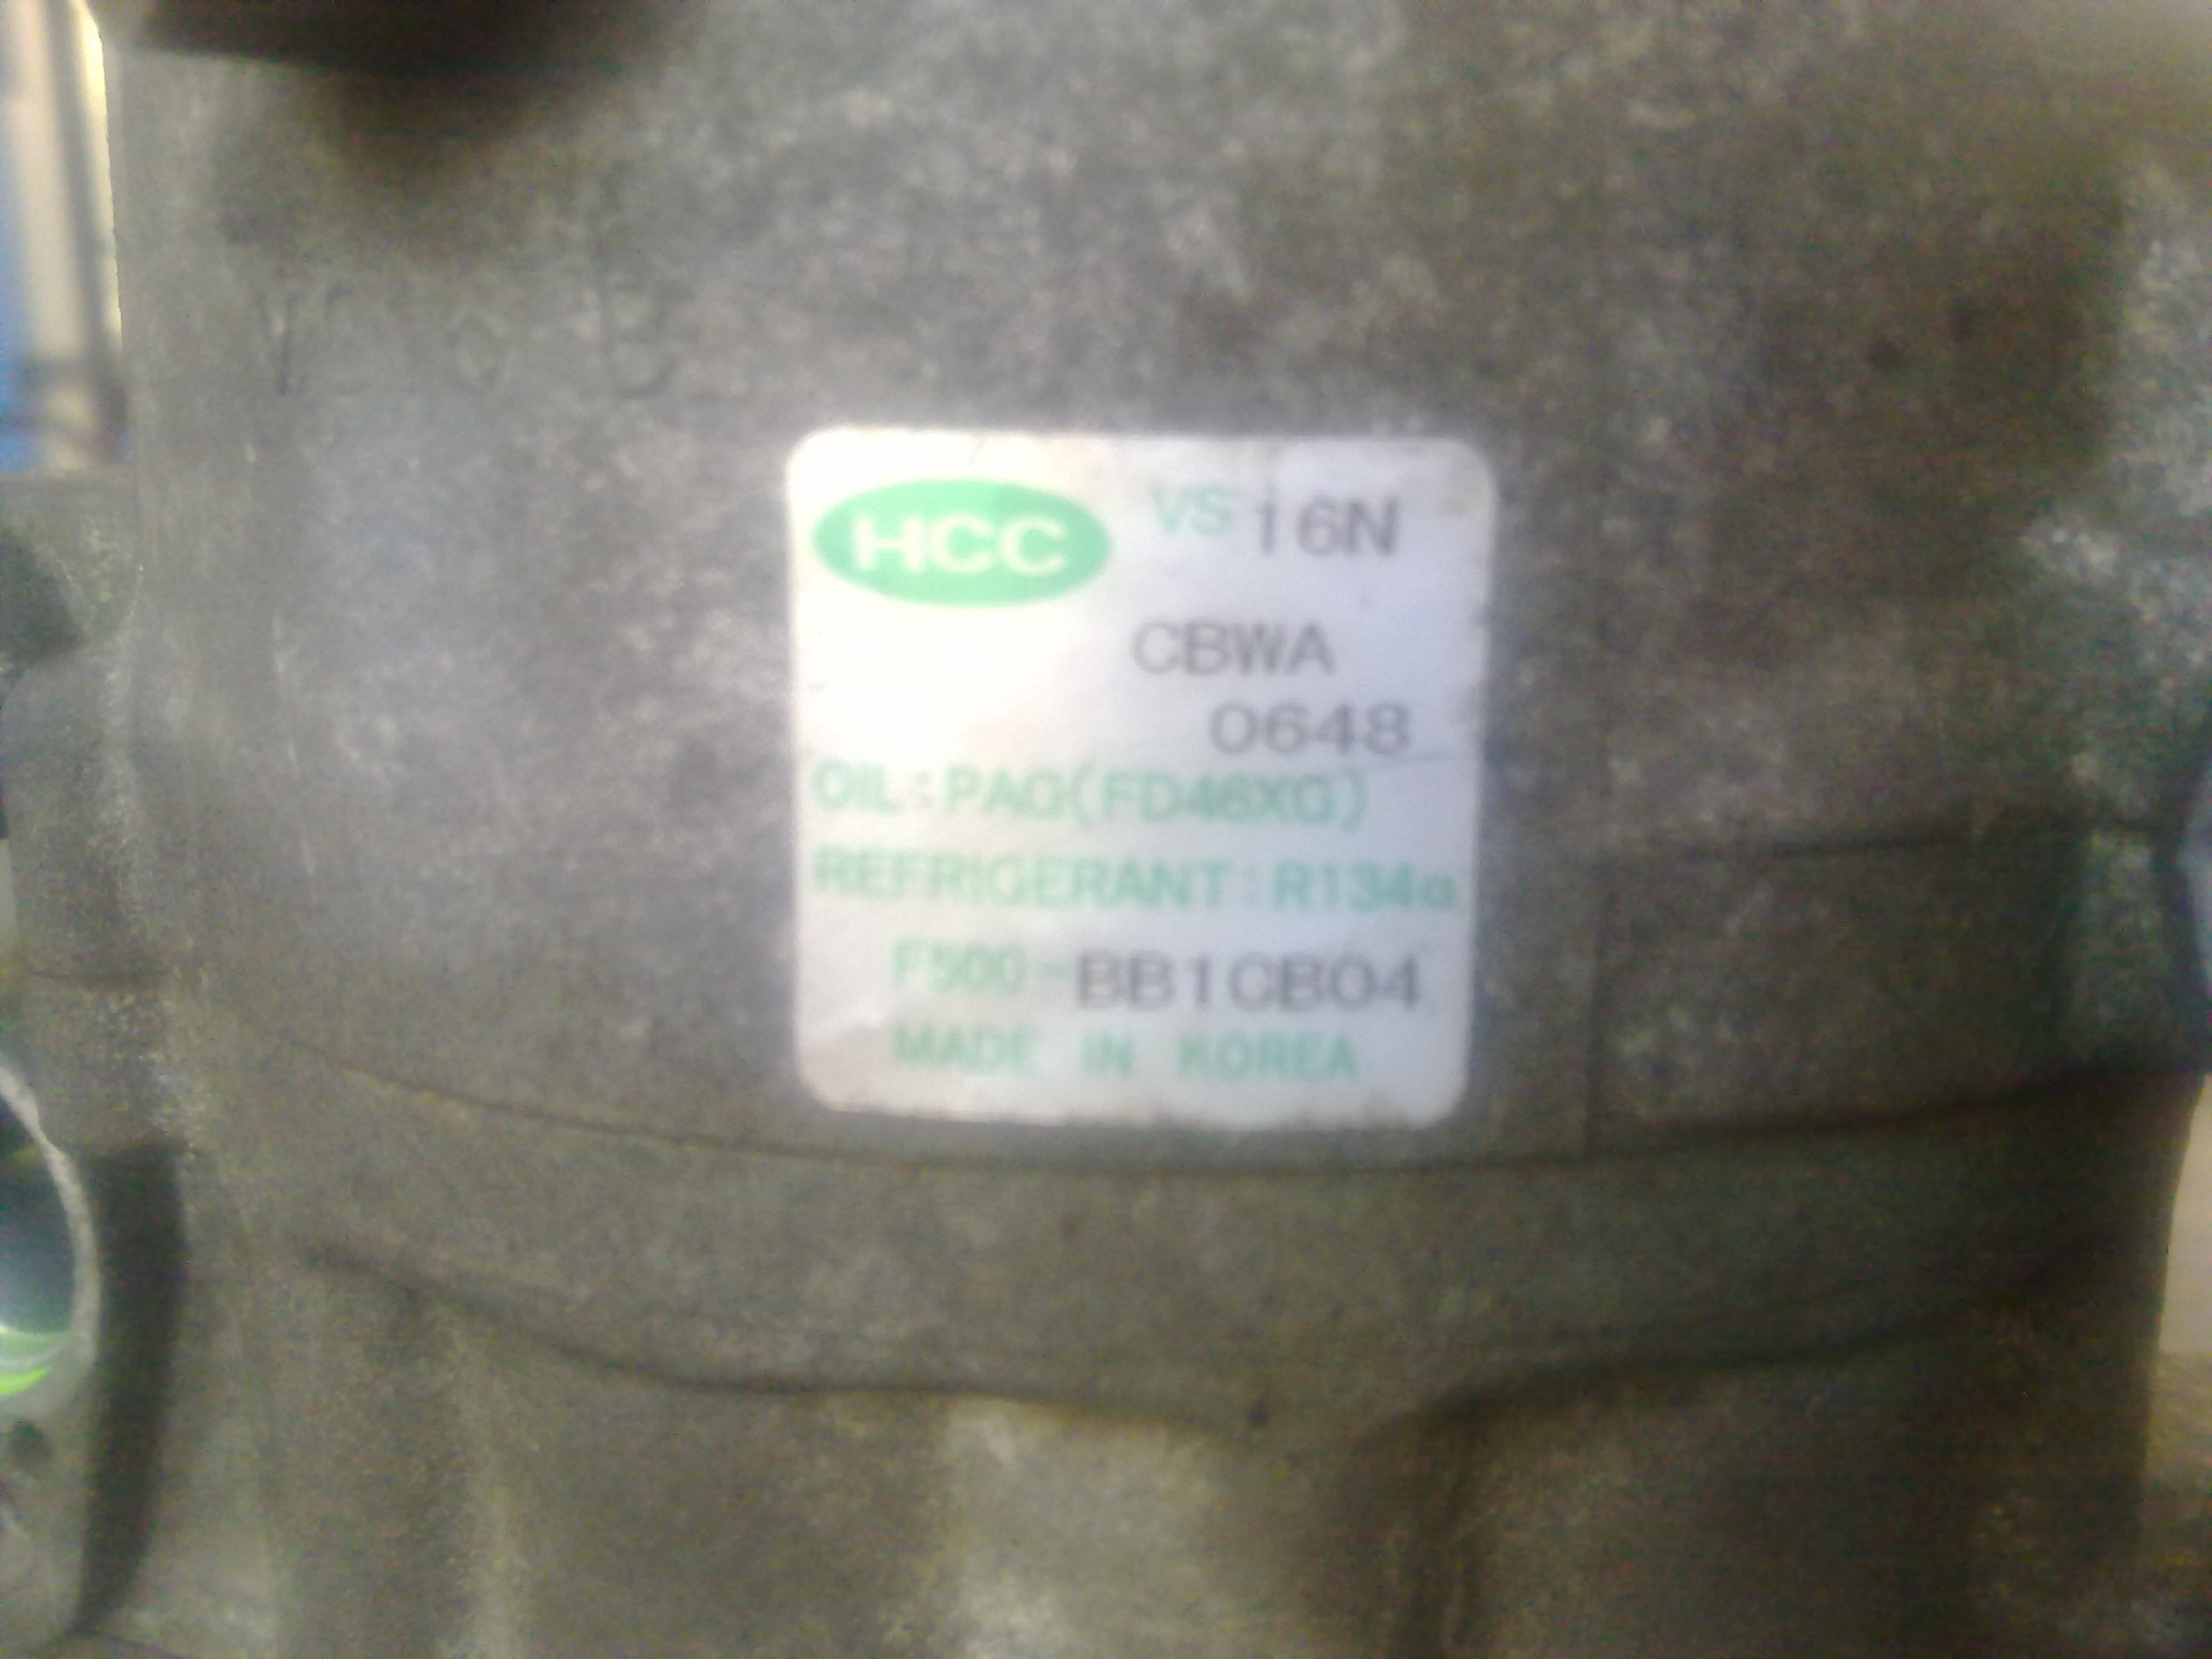 HCC VS 16N
CBWA
0648
OIL:PAG(FD46XG)
REFRIGERANT:R134a
F500-BB1CB04
MADE IN KOREA